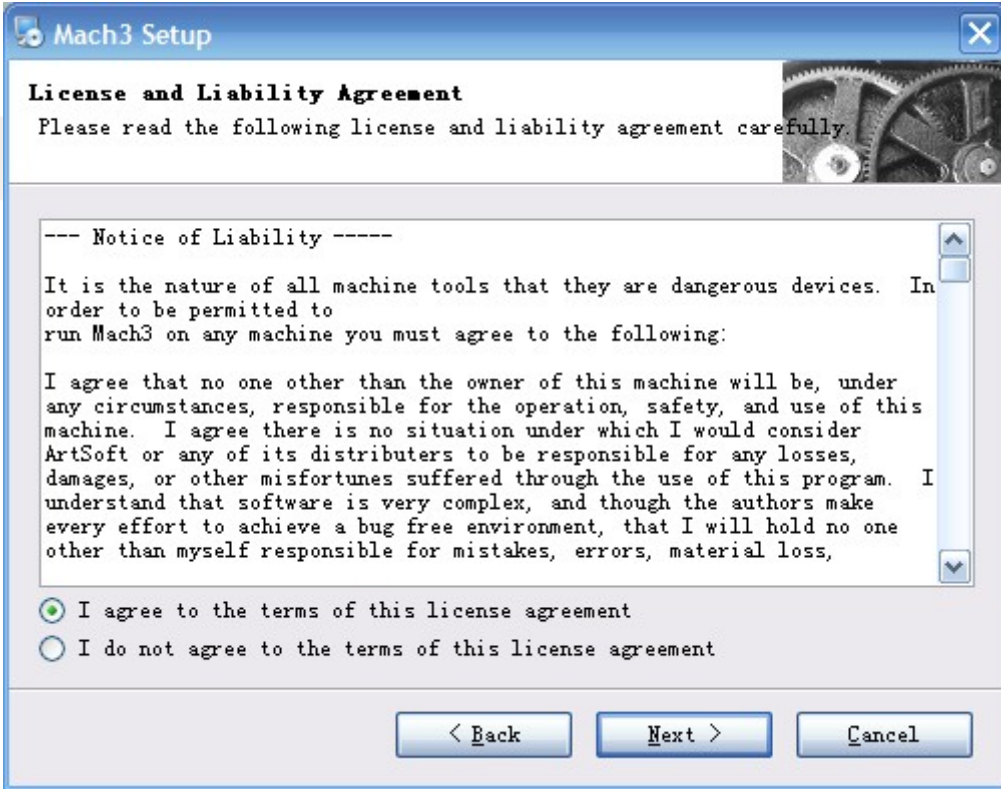 Mach3 Setup
License and Liability Agreement
Please read the following license and liability agreement carefully.
--- Notice of Liability -----
It is the nature of all machine tools that they are dangerous devices.  In
order to be permitted to
run Mach3 on any machine you must agree to the following:
I agree that no one other than the owner of this machine will be, under
any circumstances, responsible for the operation, safety, and use of this
machine.  I agree there is no situation under which I would consider
ArtSoft or any of its distributers to be responsible for any losses,
damages, or other misfortunes suffered through the use of this program.  I
understand that software is very complex, and though the authors make
every effort to achieve a bug free environment, that I will hold no one
other than myself responsible for mistakes, errors, material loss,
I agree to the terms of this license agreement
I do not agree to the terms of this license agreement
< Back Next > Cancel